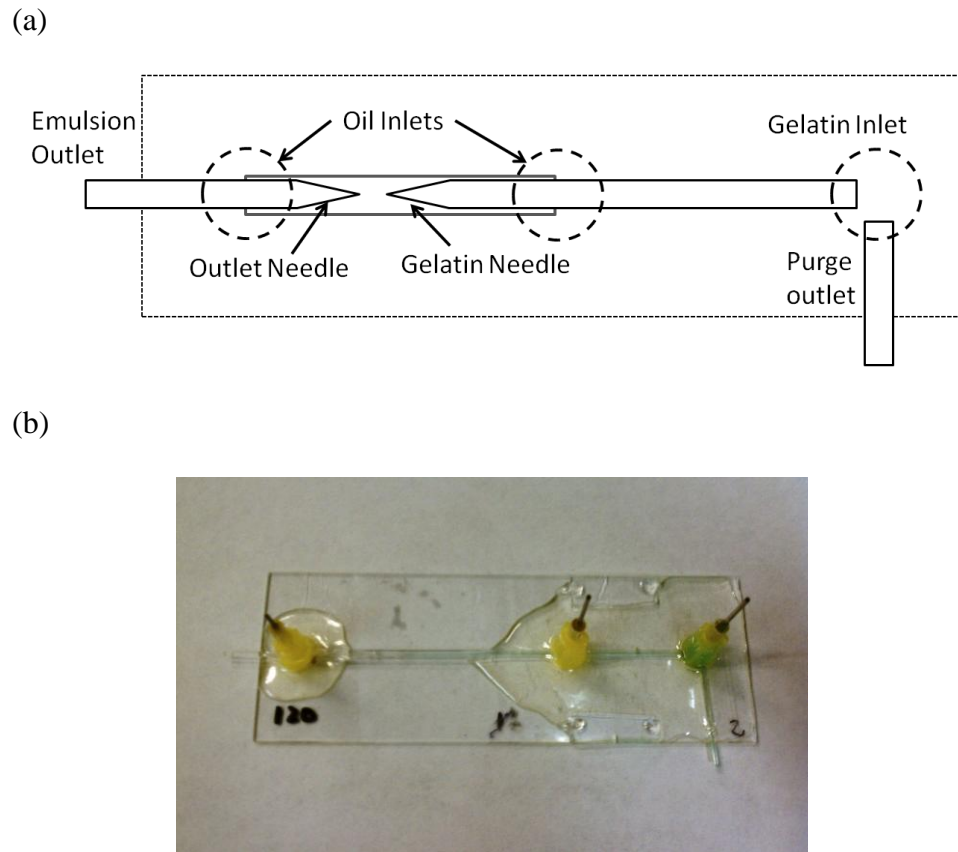 (a)
Emulsion
Outlet
Oil Inlets
Gelatin Inlet
Outlet Needle
Gelatin Needle
Purge
outlet
(b)
120
2